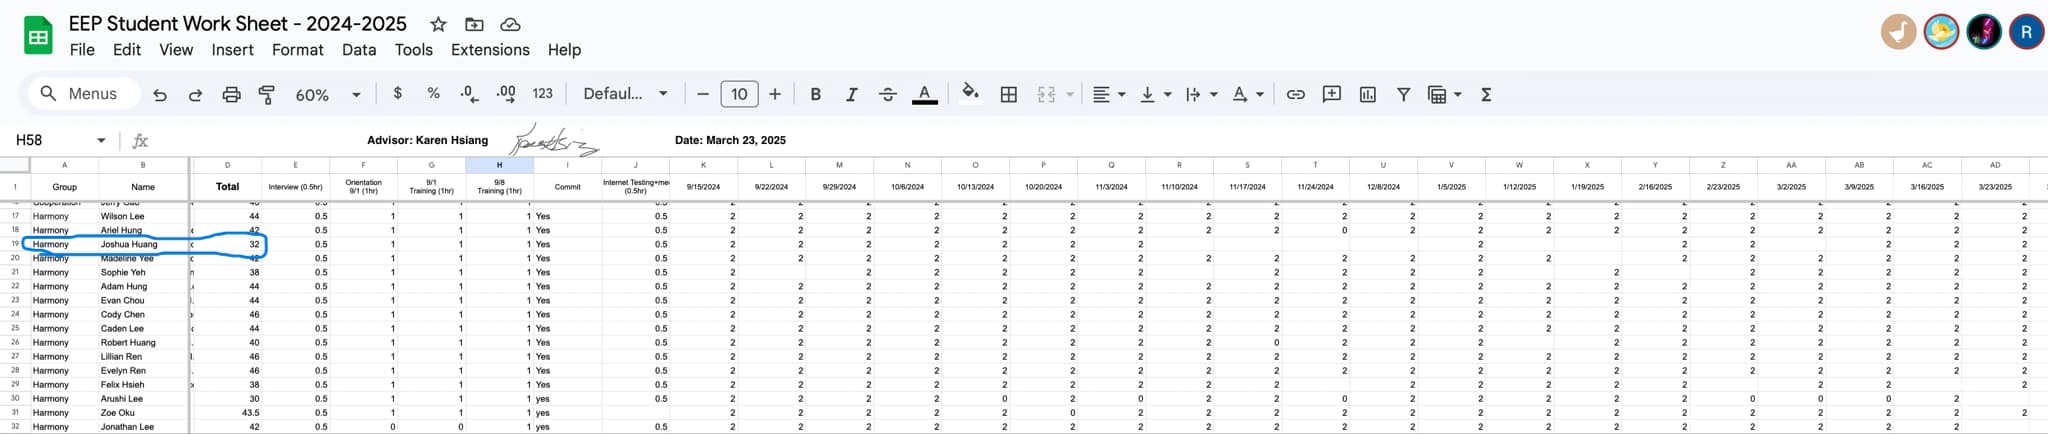 EEP Student Work Sheet - 2024-2025
File Edit View Insert Format Data Tools Extensions Help
R
Menus 60% $ % .0 .00 123 Defaul... − 10 + B I S A Σ
H58 fx Advisor: Karen Hsiang Date: March 23, 2025
A B D E F G H I J K L M N O P Q R S T U V W X Y Z AA AB AC AD
1 Group Name Total Interview (0.5hr) Orientation 9/1 (1hr) 9/1 Training (1hr) 9/8 Training (1hr) Commit Internet Testing+me (0.5hr) 9/15/2024 9/22/2024 9/29/2024 10/6/2024 10/13/2024 10/20/2024 11/3/2024 11/10/2024 11/17/2024 11/24/2024 12/8/2024 1/5/2025 1/12/2025 1/19/2025 2/16/2025 2/23/2025 3/2/2025 3/9/2025 3/16/2025 3/23/2025
17 Harmony Wilson Lee 44 0.5 1 1 1 Yes 0.5 2 2 2 2 2 2 2 2 2 2 2 2 2 2 2 2 2 2 2 2
18 Harmony Ariel Hung 42 0.5 1 1 1 Yes 0.5 2 2 2 2 2 2 2 2 2 0 2 2 2 2 2 2 2 2 2 2
19 Harmony Joshua Huang 32 0.5 1 1 1 Yes 0.5 2 2 2 2 2 2 2 2 2 2 2 2 2
20 Harmony Madeline Yee 42 0.5 1 1 1 Yes 0.5 2 2 2 2 2 2 2 2 2 2 2 2 2 2 2 2 2 2 2
21 Harmony Sophie Yeh 38 0.5 1 1 1 Yes 0.5 2 2 2 2 2 2 2 2 2 2 2 2 2 2 2 2
22 Harmony Adam Hung 44 0.5 1 1 1 Yes 0.5 2 2 2 2 2 2 2 2 2 2 2 2 2 2 2 2 2 2 2 2
23 Harmony Evan Chou 44 0.5 1 1 1 Yes 0.5 2 2 2 2 2 2 2 2 2 2 2 2 2 2 2 2 2 2 2 2
24 Harmony Cody Chen 46 0.5 1 1 1 Yes 0.5 2 2 2 2 2 2 2 2 2 2 2 2 2 2 2 2 2 2 2 2
25 Harmony Caden Lee 44 0.5 1 1 1 Yes 0.5 2 2 2 2 2 2 2 2 2 2 2 2 2 2 2 2 2 2 2 2
26 Harmony Robert Huang 40 0.5 1 1 1 Yes 0.5 2 2 2 2 2 2 2 2 0 2 2 2 2 2 2 2 2 2 2
27 Harmony Lillian Ren 46 0.5 1 1 1 Yes 0.5 2 2 2 2 2 2 2 2 2 2 2 2 2 2 2 2 2 2 2 2
28 Harmony Evelyn Ren 46 0.5 1 1 1 Yes 0.5 2 2 2 2 2 2 2 2 2 2 2 2 2 2 2 2 2 2 2 2
29 Harmony Felix Hsieh 38 0.5 1 1 1 Yes 0.5 2 2 2 2 2 2 2 2 2 2 2 2 2 2 2 2
30 Harmony Arushi Lee 30 0.5 1 1 1 yes 0.5 2 2 2 2 0 2 0 2 2 0 2 2 2 2 2 0 0 0 2
31 Harmony Zoe Oku 43.5 0.5 1 1 1 yes 2 2 2 2 2 0 2 2 2 2 2 2 2 2 2 2 2 2 2 2
32 Harmony Jonathan Lee 42 0.5 0 0 1 yes 0.5 2 2 2 2 2 2 2 2 2 2 2 2 2 2 2 2 2 2 2